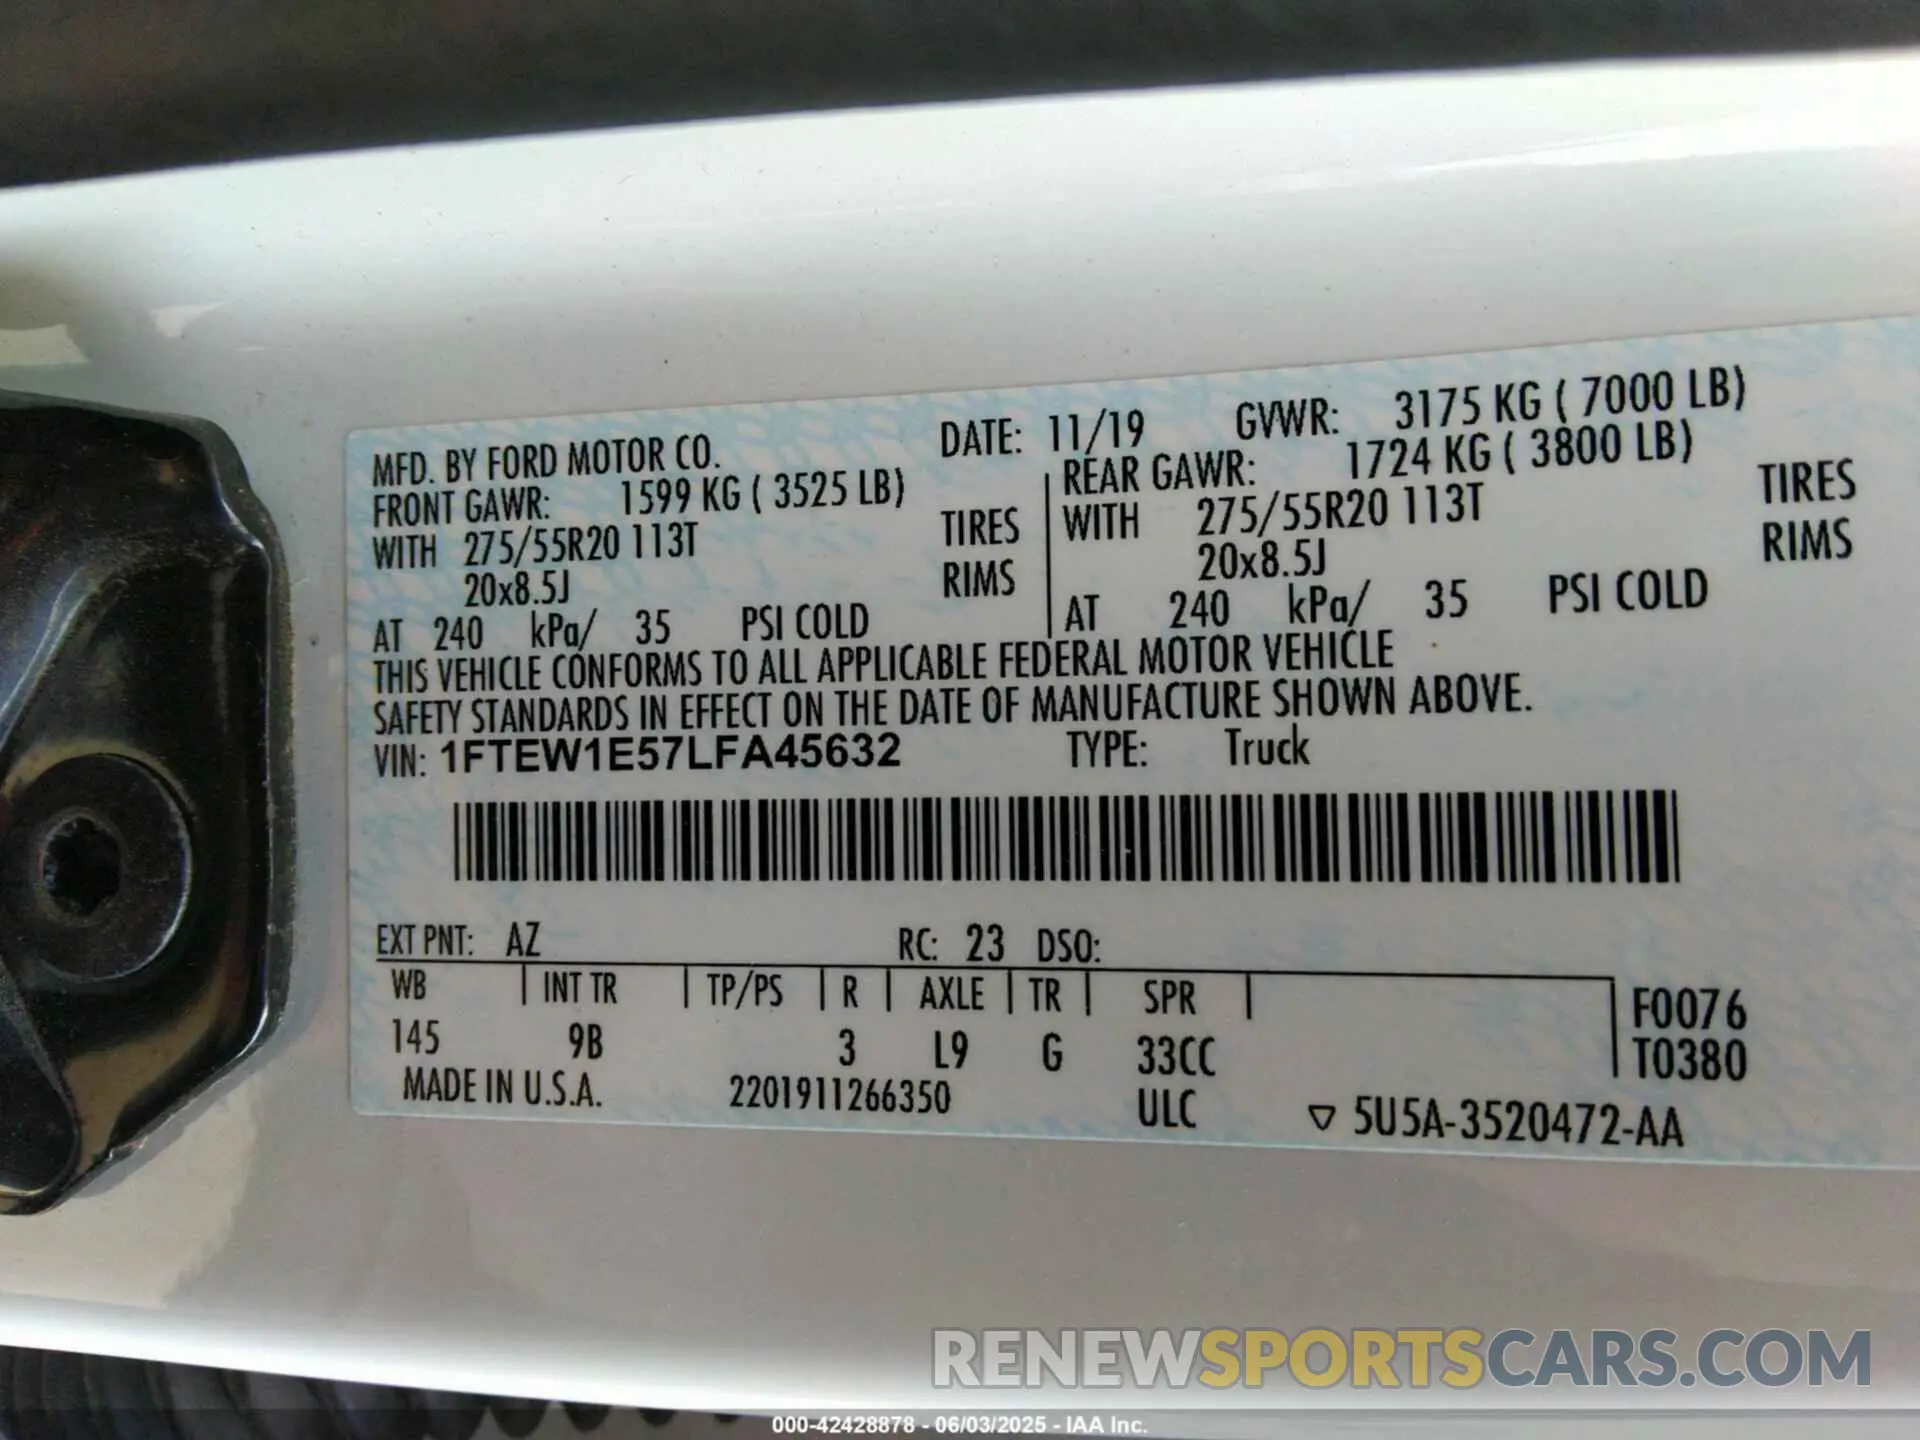 MFD. BY FORD MOTOR CO. DATE: 11/19 GVWR: 3175 KG ( 7000 LB)
FRONT GAWR: 1599 KG ( 3525 LB) REAR GAWR: 1724 KG ( 3800 LB)
WITH 275/55R20 113T TIRES WITH 275/55R20 113T TIRES
20x8.5J RIMS 20x8.5J RIMS
AT 240 kPa/ 35 PSI COLD AT 240 kPa/ 35 PSI COLD
THIS VEHICLE CONFORMS TO ALL APPLICABLE FEDERAL MOTOR VEHICLE
SAFETY STANDARDS IN EFFECT ON THE DATE OF MANUFACTURE SHOWN ABOVE.
VIN: 1FTEW1E57LFA45632 TYPE: Truck
EXT PNT: AZ RC: 23 DSO:
WB INT TR TP/PS R AXLE TR SPR F0076
145 9B 3 L9 G 33CC T0380
MADE IN U.S.A. 2201911266350 ULC ▽ 5U5A-3520472-AA
RENEWSPORTSCARS.COM
000-42428878 - 06/03/2025 - IAA Inc.